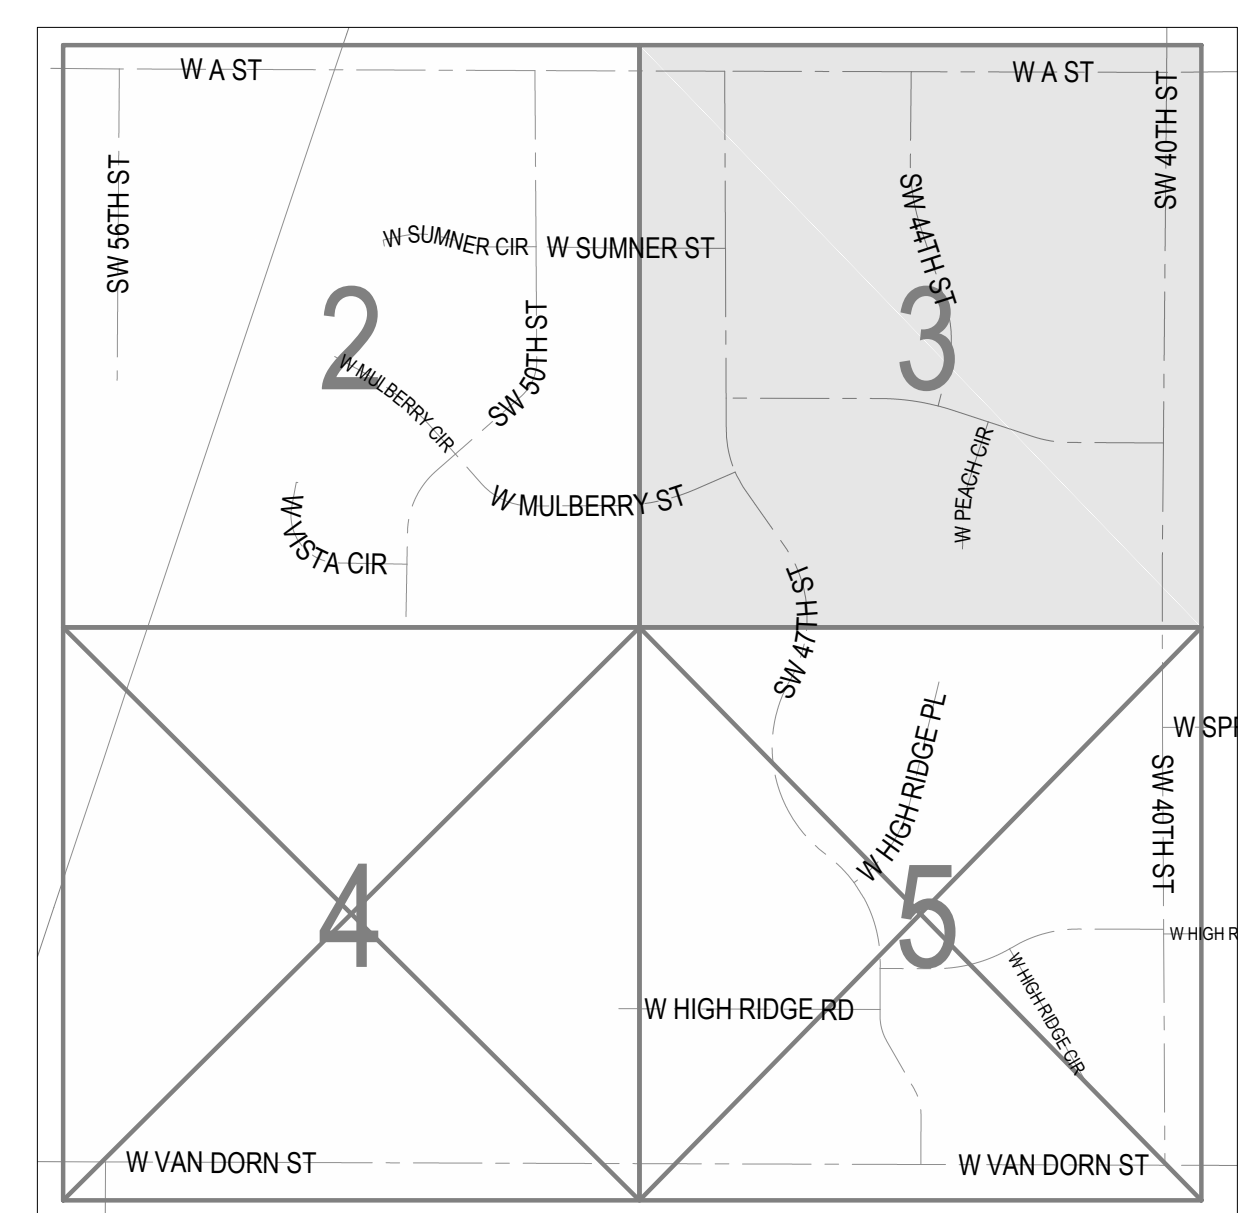 W A ST
W A ST
SW 56TH ST
SW 40TH ST
SW 44TH ST
W SUMNER CIR
W SUMNER ST
2
3
SW 50TH ST
W MULBERRY CIR
W PEACH CIR
W MULBERRY ST
W VISTA CIR
SW 47TH ST
W HIGH RIDGE PL
W SPR
SW 40TH ST
4
5
W HIGH R
W HIGH RIDGE CIR
W HIGH RIDGE RD
W VAN DORN ST
W VAN DORN ST